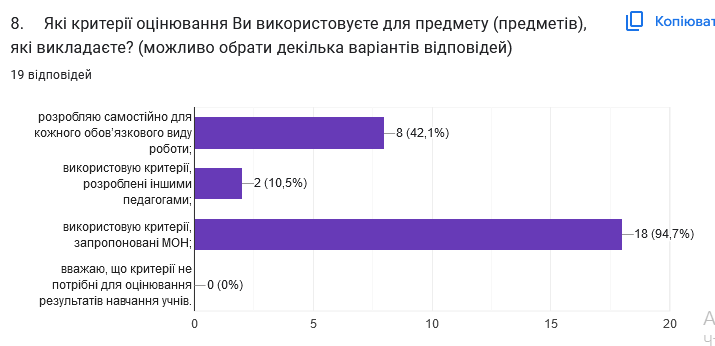 8. Які критерії оцінювання Ви використовуєте для предмету (предметів),
які викладаєте? (можливо обрати декілька варіантів відповідей)
Копіюват
19 відповідей
розробляю самостійно для
кожного обов'язкового виду
роботи;
8 (42,1%)
використовую критерії,
розроблені іншими
педагогами;
2 (10,5%)
використовую критерії,
запропоновані МОН;
18 (94,7%)
вважаю, що критерії не
потрібні для оцінювання
результатів навчання учнів.
0 (0%)
0 5 10 15 20